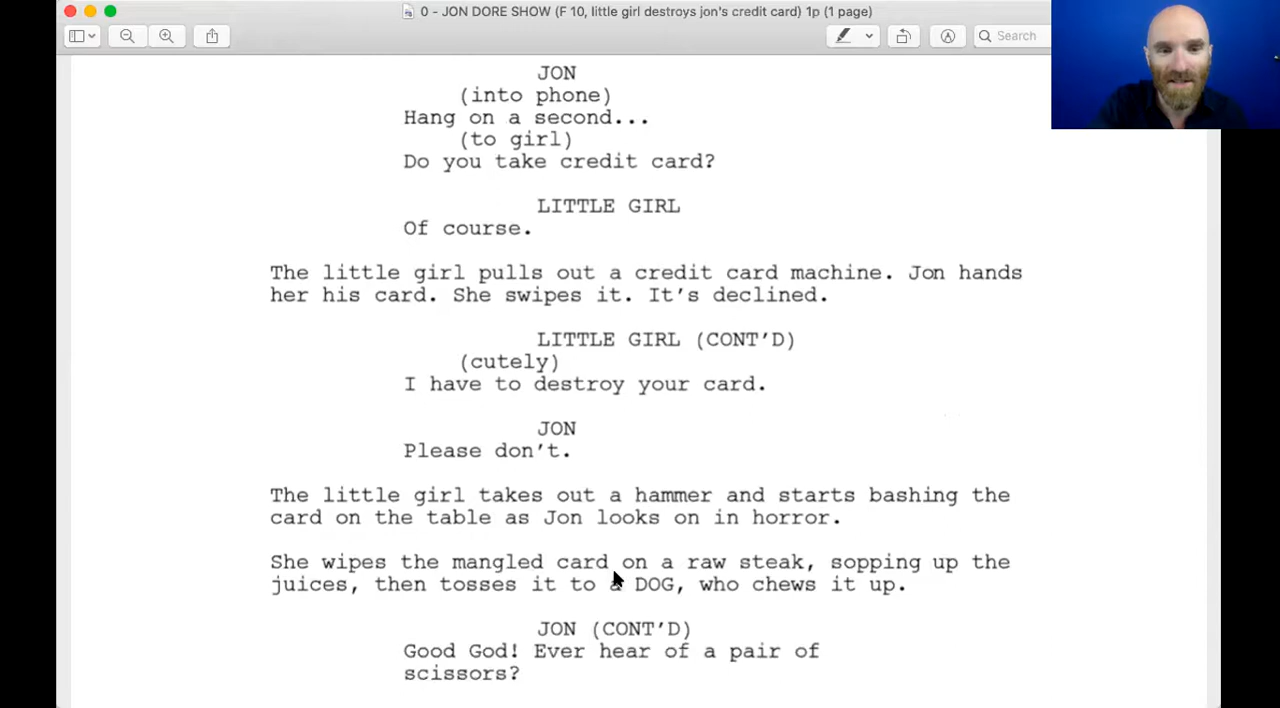 0 - JON DORE SHOW (F 10, little girl destroys jon's credit card) 1p (1 page)
Search
JON
(into phone)
Hang on a second...
(to girl)
Do you take credit card?
LITTLE GIRL
Of course.
The little girl pulls out a credit card machine. Jon hands
her his card. She swipes it. It's declined.
LITTLE GIRL (CONT'D)
(cutely)
I have to destroy your card.
JON
Please don't.
The little girl takes out a hammer and starts bashing the
card on the table as Jon looks on in horror.
She wipes the mangled card on a raw steak, sopping up the
juices, then tosses it to a DOG, who chews it up.
JON (CONT'D)
Good God! Ever hear of a pair of
scissors?